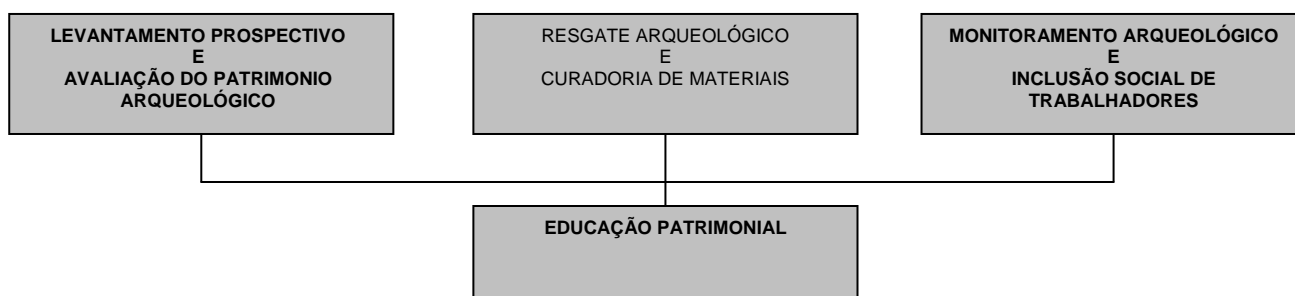 LEVANTAMENTO PROSPECTIVO
E
AVALIAÇÃO DO PATRIMONIO
ARQUEOLÓGICO
RESGATE ARQUEOLÓGICO
E
CURADORIA DE MATERIAIS
MONITORAMENTO ARQUEOLÓGICO
E
INCLUSÃO SOCIAL DE
TRABALHADORES
EDUCAÇÃO PATRIMONIAL